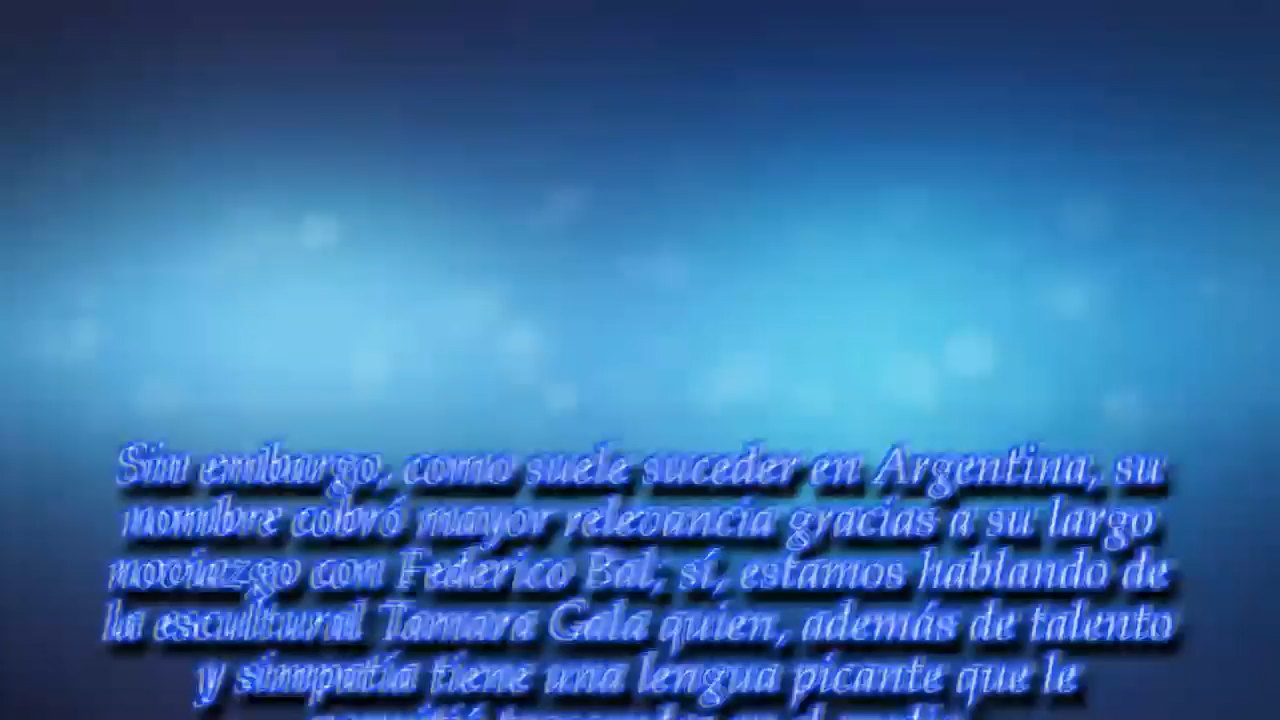 Sin embargo, como suele suceder en Argentina, su
nombre cobró mayor relevancia gracias a su largo
noviazgo con Federico Bal; sí, estamos hablando de
la escultural Tamara Gala quien, además de talento
y simpatía tiene una lengua picante que le